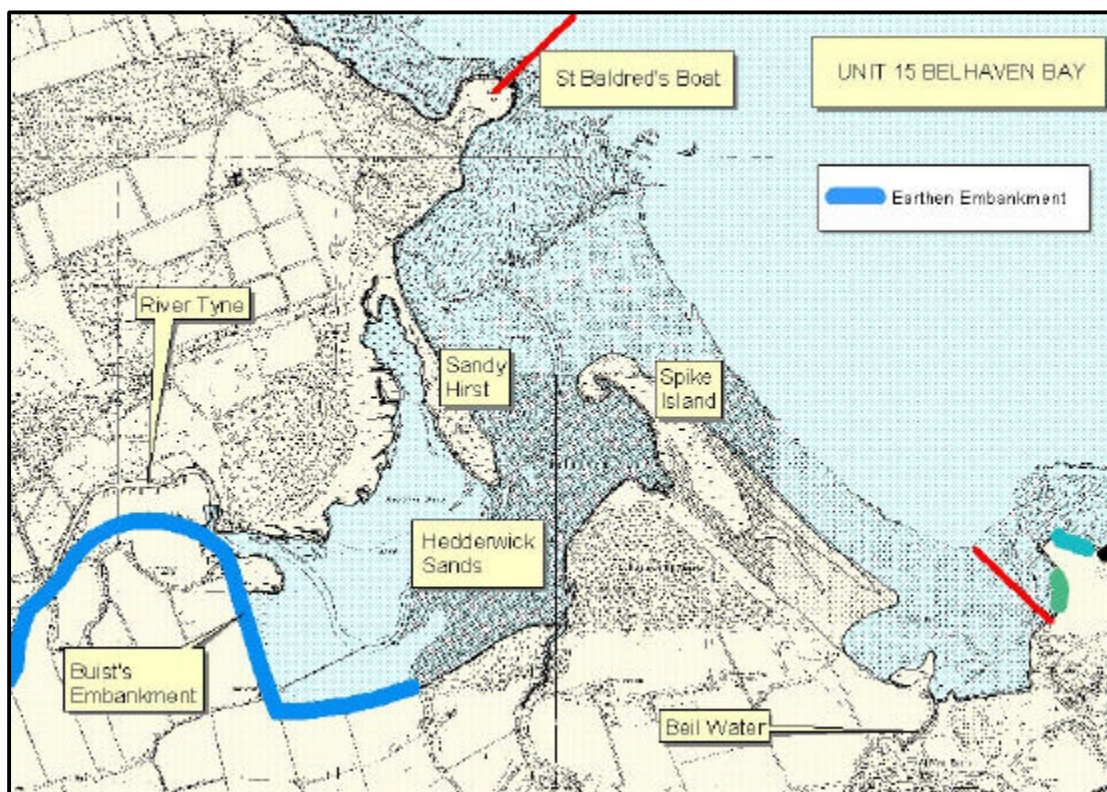 St Baldred's Boat
UNIT 15 BELHAVEN BAY
Earthen Embankment
River Tyne
Sandy
Hirst
Spike
Island
Hedderwick
Sands
Buist's
Embankment
Beil Water